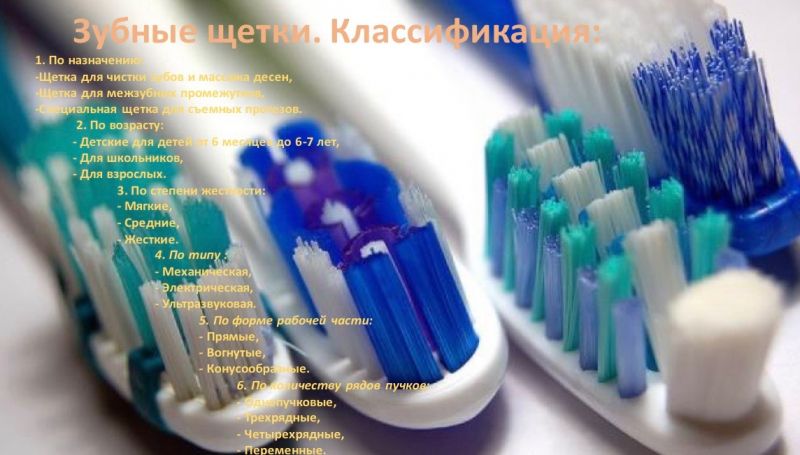 Зубные щетки. Классификация:
1. По назначению:
-Щетка для чистки зубов и массажа десен,
-Щетка для межзубных промежутков,
-Специальная щетка для съемных протезов.
2. По возрасту:
- Детские для детей от 6 месяцев до 6-7 лет,
- Для школьников,
- Для взрослых.
3. По степени жесткости:
- Мягкие,
- Средние,
- Жесткие.
4. По типу :
- Механическая,
- Электрическая,
- Ультразвуковая.
5. По форме рабочей части:
- Прямые,
- Вогнутые,
- Конусообразные.
6. По количеству рядов пучков:
- Однопучковые,
- Трехрядные,
- Четырехрядные,
- Переменные.